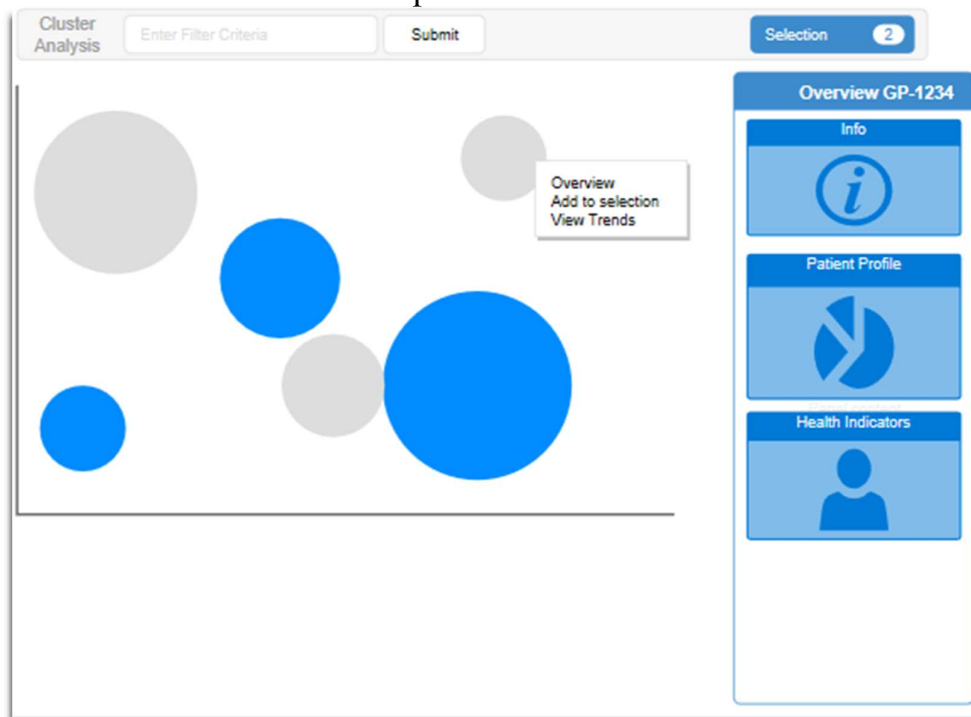 Cluster
Analysis
Enter Filter Criteria
Submit
Selection 2
Overview GP-1234
Info
Overview
Add to selection
View Trends
Patient Profile
Health Indicators